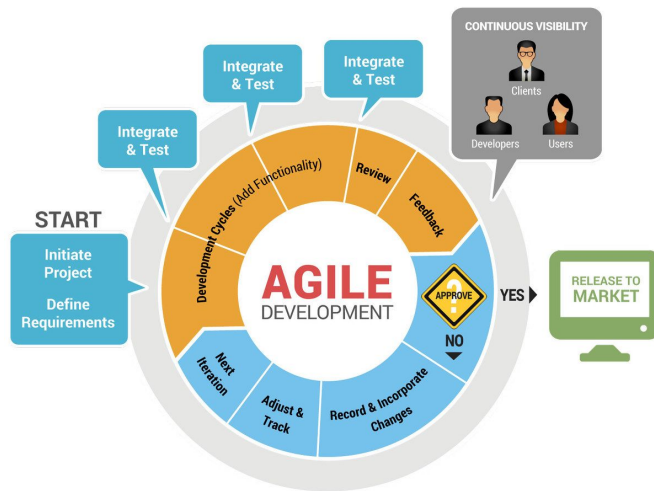 START
Initiate
Project
Define
Requirements
Integrate
& Test
Integrate
& Test
Integrate
& Test
CONTINUOUS VISIBILITY
Clients
Developers
Users
Development Cycles (Add Functionality)
Review
Feedback
AGILE
DEVELOPMENT
?
APPROVE
YES
NO
RELEASE TO
MARKET
Record & Incorporate
Changes
Adjust &
Track
Next
Iteration